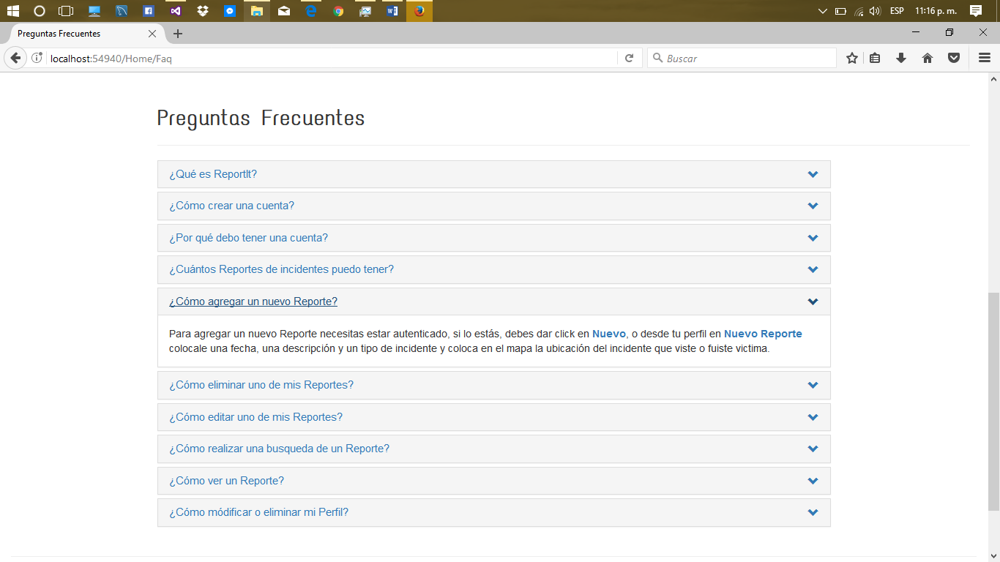 ESP 11:16 p. m.
Preguntas Frecuentes
localhost:54940/Home/Faq
Buscar
Preguntas Frecuentes
¿Qué es ReportIt?
¿Cómo crear una cuenta?
¿Por qué debo tener una cuenta?
¿Cuántos Reportes de incidentes puedo tener?
¿Cómo agregar un nuevo Reporte?
Para agregar un nuevo Reporte necesitas estar autenticado, si lo estás, debes dar click en Nuevo, o desde tu perfil en Nuevo Reporte
colocale una fecha, una descripción y un tipo de incidente y coloca en el mapa la ubicación del incidente que viste o fuiste victima.
¿Cómo eliminar uno de mis Reportes?
¿Cómo editar uno de mis Reportes?
¿Cómo realizar una busqueda de un Reporte?
¿Cómo ver un Reporte?
¿Cómo módificar o eliminar mi Perfil?